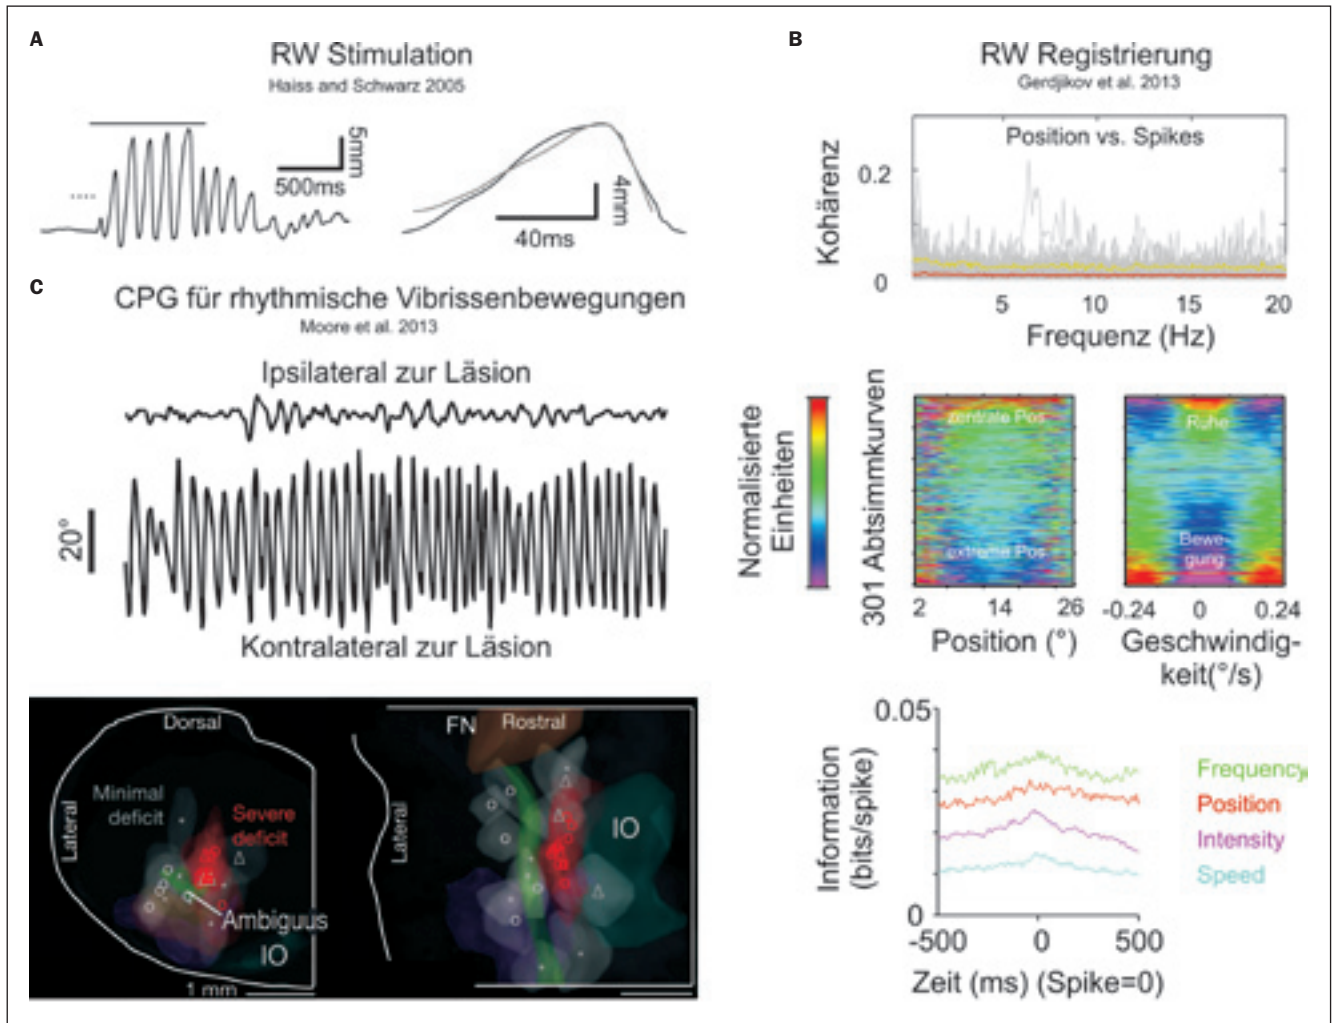 A
RW Stimulation
Haiss and Schwarz 2005
5mm
500ms
4mm
40ms
B
RW Registrierung
Gerdjikov et al. 2013
Position vs. Spikes
Kohärenz
0.2
0
5 10 15 20
Frequenz (Hz)
C
CPG für rhythmische Vibrissenbewegungen
Moore et al. 2013
Ipsilateral zur Läsion
20°
Kontralateral zur Läsion
Normalisierte
Einheiten
301 Abtsimmkurven
zentrale Pos
extreme Pos
2 14 26
Position (°)
Ruhe
Bewe-
gung
-0.24 0 0.24
Geschwindig-
keit(°/s)
Dorsal
Lateral
Minimal
deficit
Severe
deficit
Ambiguus
IO
1 mm
FN Rostral
Lateral
IO
0.05
Information
(bits/spike)
0
Frequency
Position
Intensity
Speed
-500 0 500
Zeit (ms) (Spike=0)